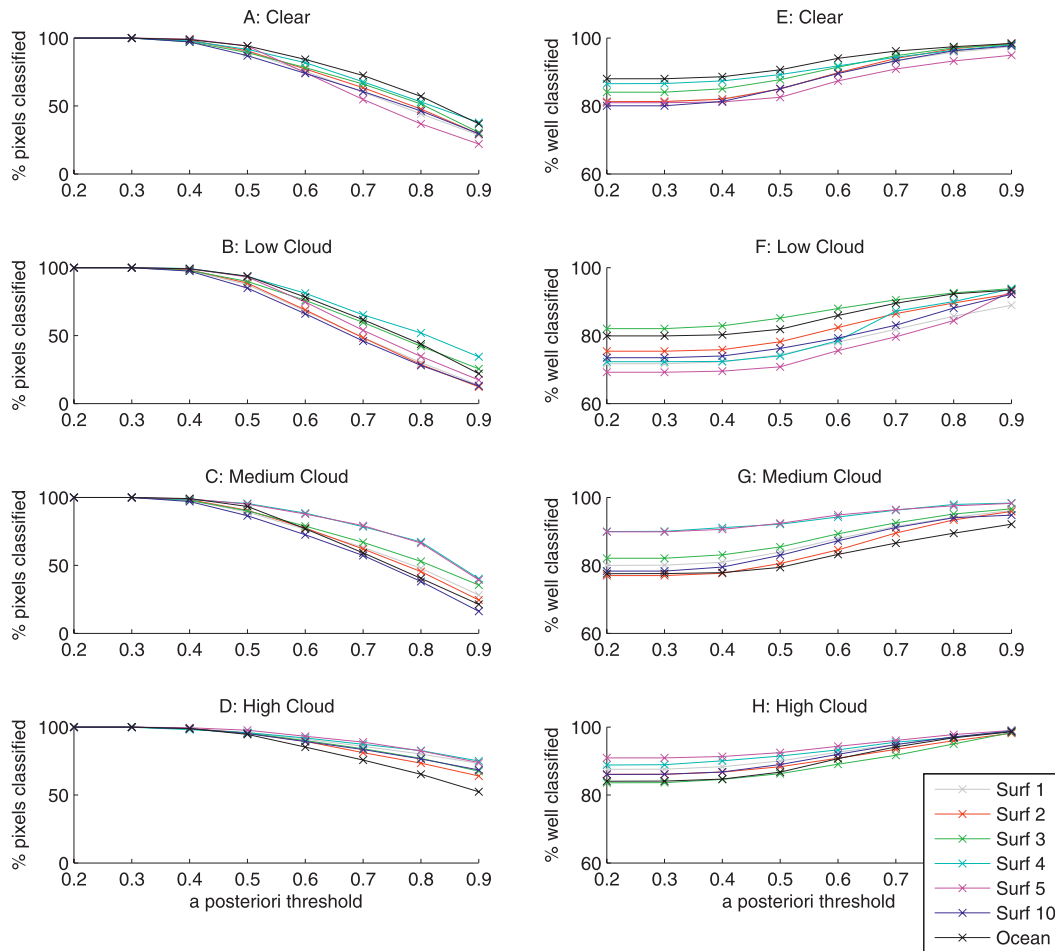 A: Clear
% pixels classified
100
50
0
0.2 0.3 0.4 0.5 0.6 0.7 0.8 0.9
E: Clear
% well classified
100
80
60
0.2 0.3 0.4 0.5 0.6 0.7 0.8 0.9
B: Low Cloud
% pixels classified
100
50
0
0.2 0.3 0.4 0.5 0.6 0.7 0.8 0.9
F: Low Cloud
% well classified
100
80
60
0.2 0.3 0.4 0.5 0.6 0.7 0.8 0.9
C: Medium Cloud
% pixels classified
100
50
0
0.2 0.3 0.4 0.5 0.6 0.7 0.8 0.9
G: Medium Cloud
% well classified
100
80
60
0.2 0.3 0.4 0.5 0.6 0.7 0.8 0.9
D: High Cloud
% pixels classified
100
50
0
0.2 0.3 0.4 0.5 0.6 0.7 0.8 0.9
a posteriori threshold
H: High Cloud
% well classified
100
80
60
0.2 0.3 0.4 0.5 0.6 0.7 0.8
a posteriori threshold
Surf 1
Surf 2
Surf 3
Surf 4
Surf 5
Surf 10
Ocean